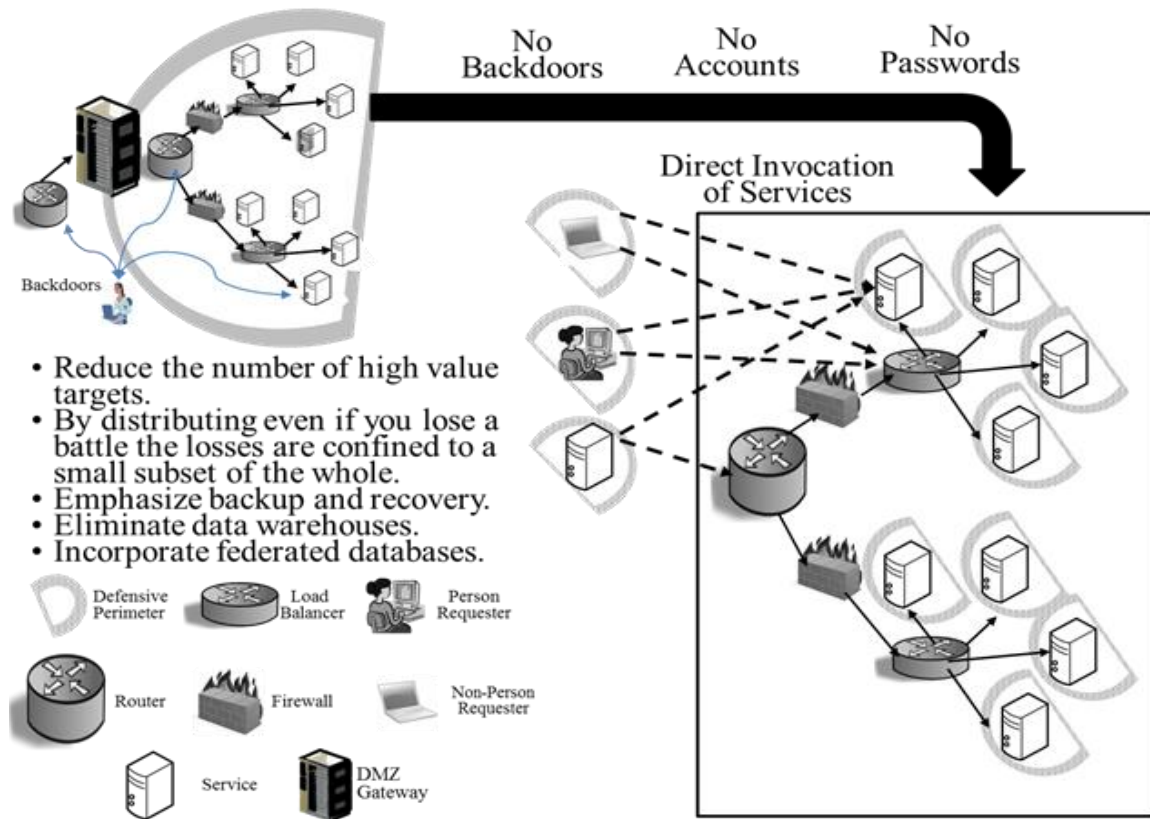 No
Backdoors
No
Accounts
No
Passwords
Direct Invocation
of Services
Backdoors
• Reduce the number of high value
targets.
• By distributing even if you lose a
battle the losses are confined to a
small subset of the whole.
• Emphasize backup and recovery.
• Eliminate data warehouses.
• Incorporate federated databases.
Defensive
Perimeter
Load
Balancer
Person
Requester
Router
Firewall
Non-Person
Requester
Service
DMZ
Gateway